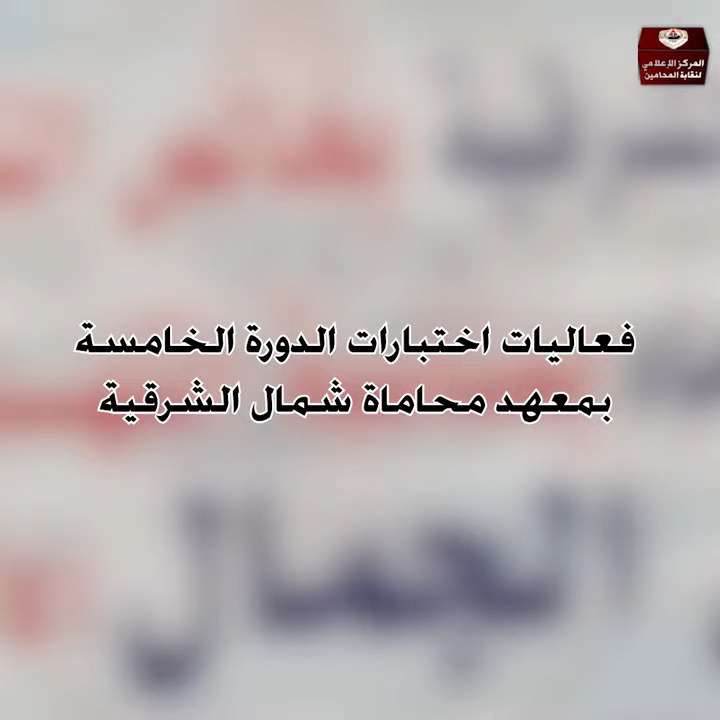 المركز الإعلامي
لنقابة المحامين
فعاليات اختبارات الدورة الخامسة
بمعهد محاماة شمال الشرقية